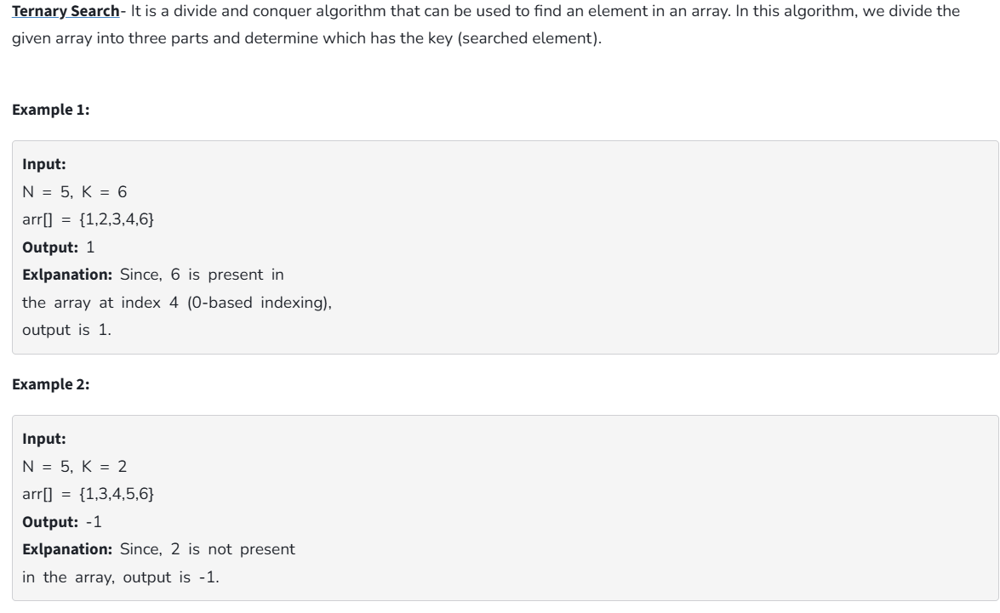 Ternary Search- It is a divide and conquer algorithm that can be used to find an element in an array. In this algorithm, we divide the
given array into three parts and determine which has the key (searched element).
Example 1:
Input:
N = 5, K = 6
arr[] = {1,2,3,4,6}
Output: 1
Exlpanation: Since, 6 is present in
the array at index 4 (0-based indexing),
output is 1.
Example 2:
Input:
N = 5, K = 2
arr[] = {1,3,4,5,6}
Output: -1
Exlpanation: Since, 2 is not present
in the array, output is -1.